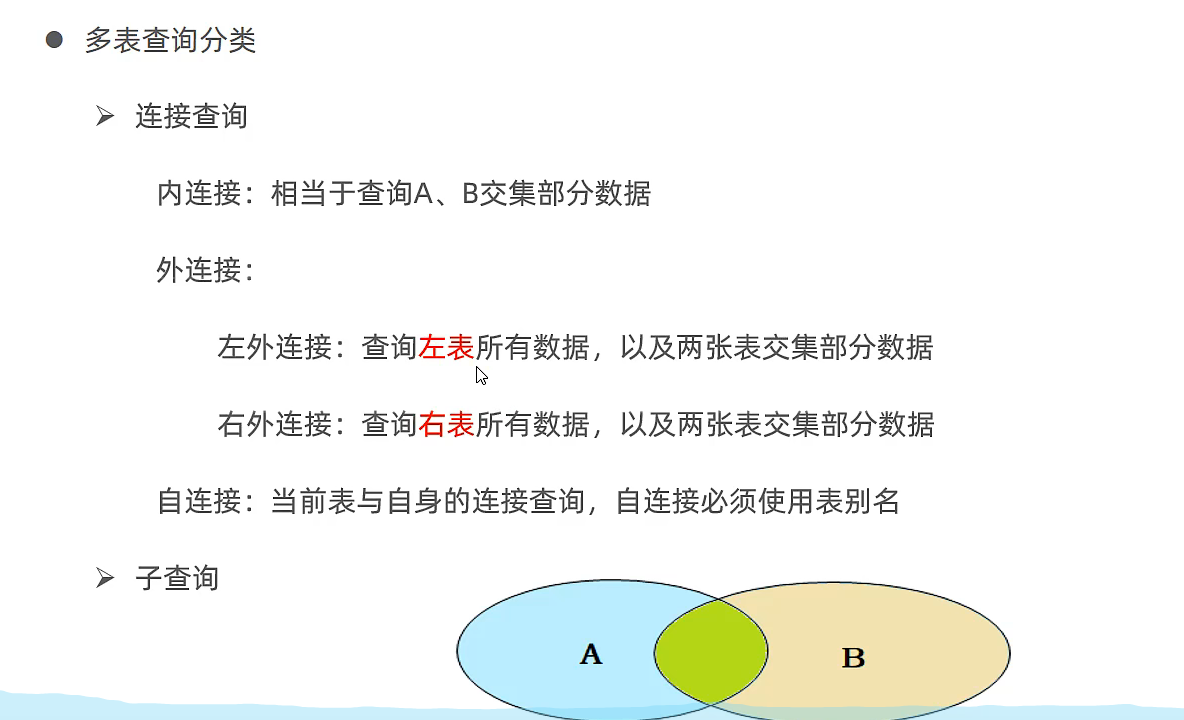 多表查询分类
连接查询
内连接：相当于查询A、B交集部分数据
外连接：
左外连接：查询左表所有数据，以及两张表交集部分数据
右外连接：查询右表所有数据，以及两张表交集部分数据
自连接：当前表与自身的连接查询，自连接必须使用表别名
子查询
A
B